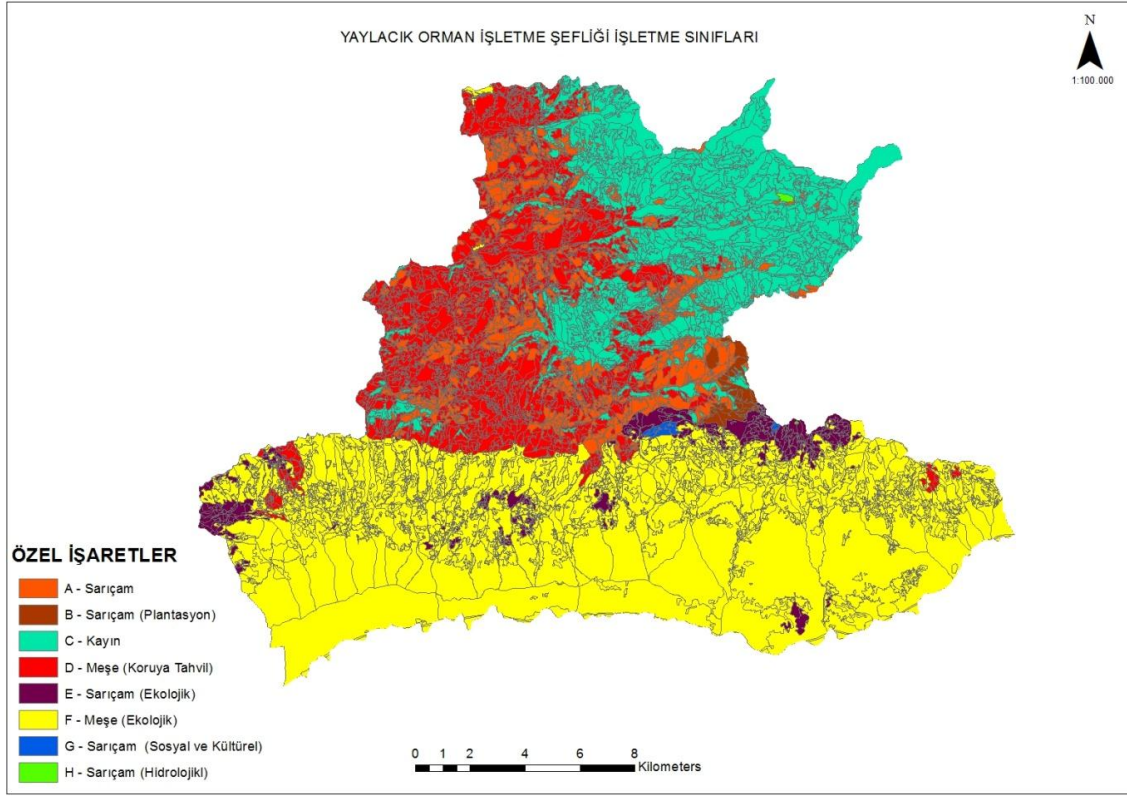 YAYLACIK ORMAN İŞLETME ŞEFLİĞİ İŞLETME SINIFLARI
N
1:100.000
ÖZEL İŞARETLER
A - Sarıçam
B - Sarıçam (Plantasyon)
C - Kayın
D - Meşe (Koruya Tahvil)
E - Sarıçam (Ekolojik)
F - Meşe (Ekolojik)
G - Sarıçam (Sosyal ve Kültürel)
H - Sarıçam (Hidrolojikl)
0 1 2 4 6 8
Kilometers